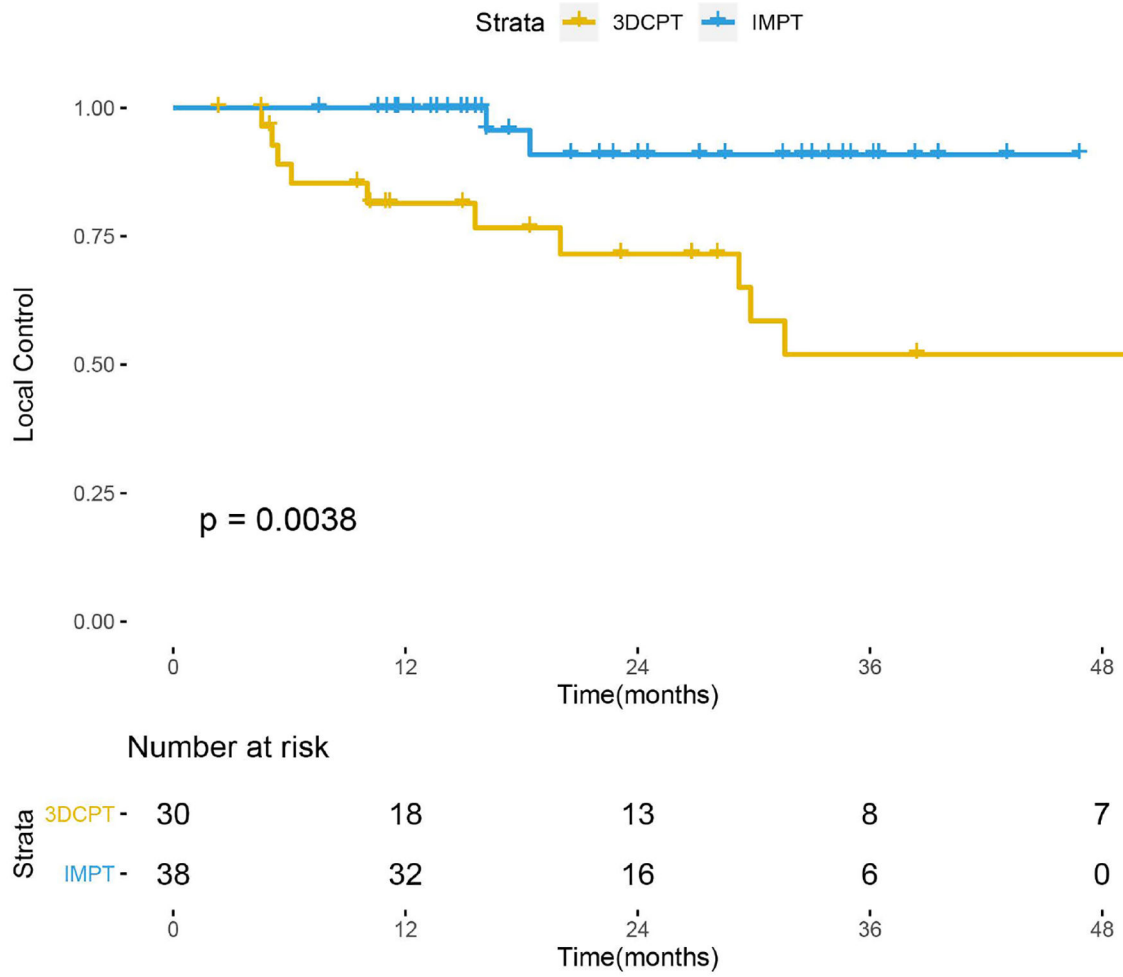 Strata 3DCPT IMPT
1.00
0.75
0.50
0.25
0.00
Local Control
p = 0.0038
0 12 24 36 48
Time(months)
Number at risk
Strata
3DCPT 30 18 13 8 7
IMPT 38 32 16 6 0
0 12 24 36 48
Time(months)